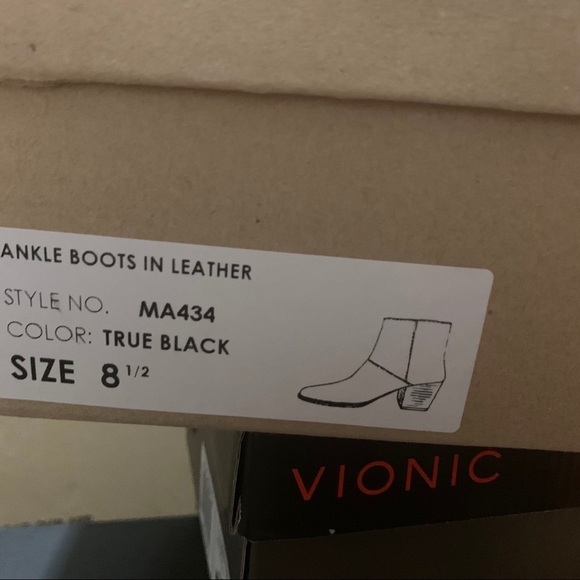 ANKLE BOOTS IN LEATHER
STYLE NO. MA434
COLOR: TRUE BLACK
SIZE 8 1/2
VIONIC